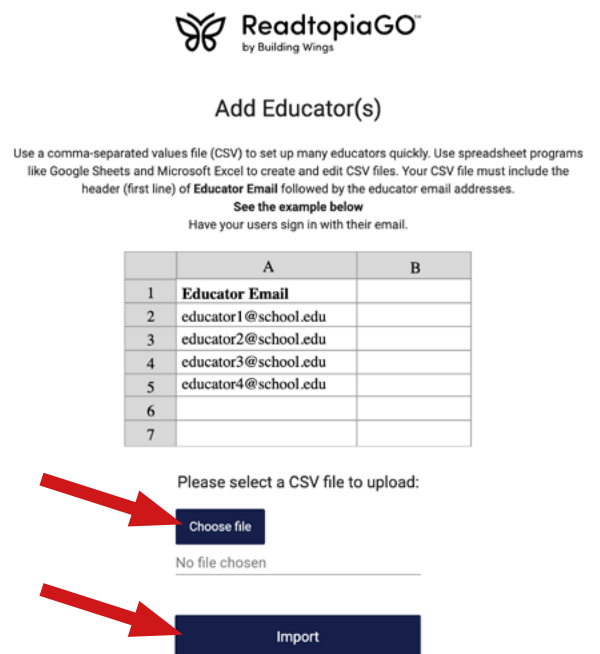 ReadtopiaGO™
by Building Wings
Add Educator(s)
Use a comma-separated values file (CSV) to set up many educators quickly. Use spreadsheet programs
like Google Sheets and Microsoft Excel to create and edit CSV files. Your CSV file must include the
header (first line) of Educator Email followed by the educator email addresses.
See the example below
Have your users sign in with their email.
A B
1 Educator Email
2 educator1@school.edu
3 educator2@school.edu
4 educator3@school.edu
5 educator4@school.edu
6
7
Please select a CSV file to upload:
Choose file
No file chosen
Import